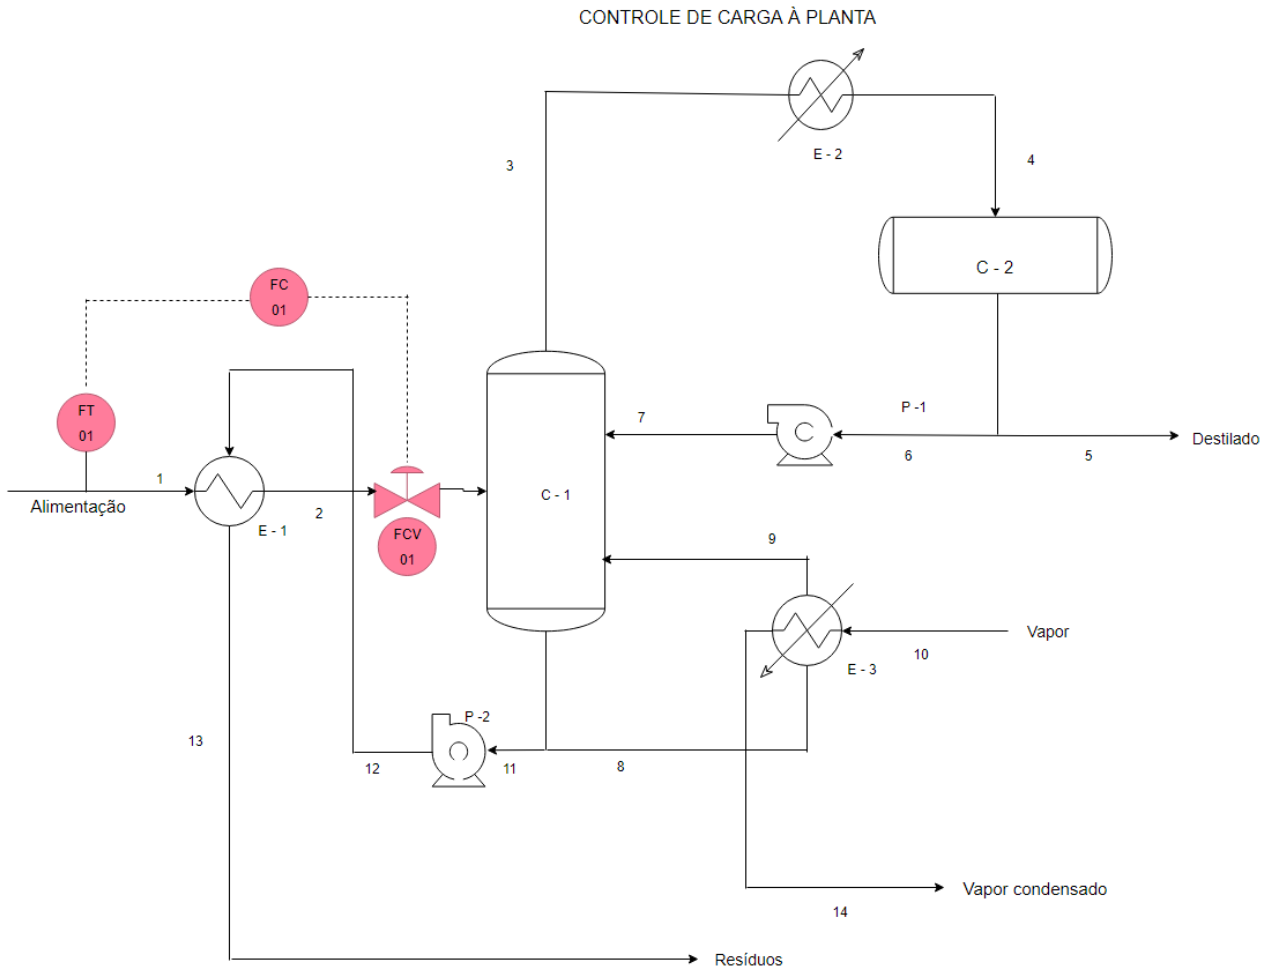 CONTROLE DE CARGA À PLANTA
E - 2
3
4
C - 2
FC
01
FT
01
P -1
7
6
5
Destilado
1
Alimentação
2
E - 1
C - 1
FCV
01
9
Vapor
10
E - 3
P -2
13
12
11
8
Vapor condensado
14
Resíduos